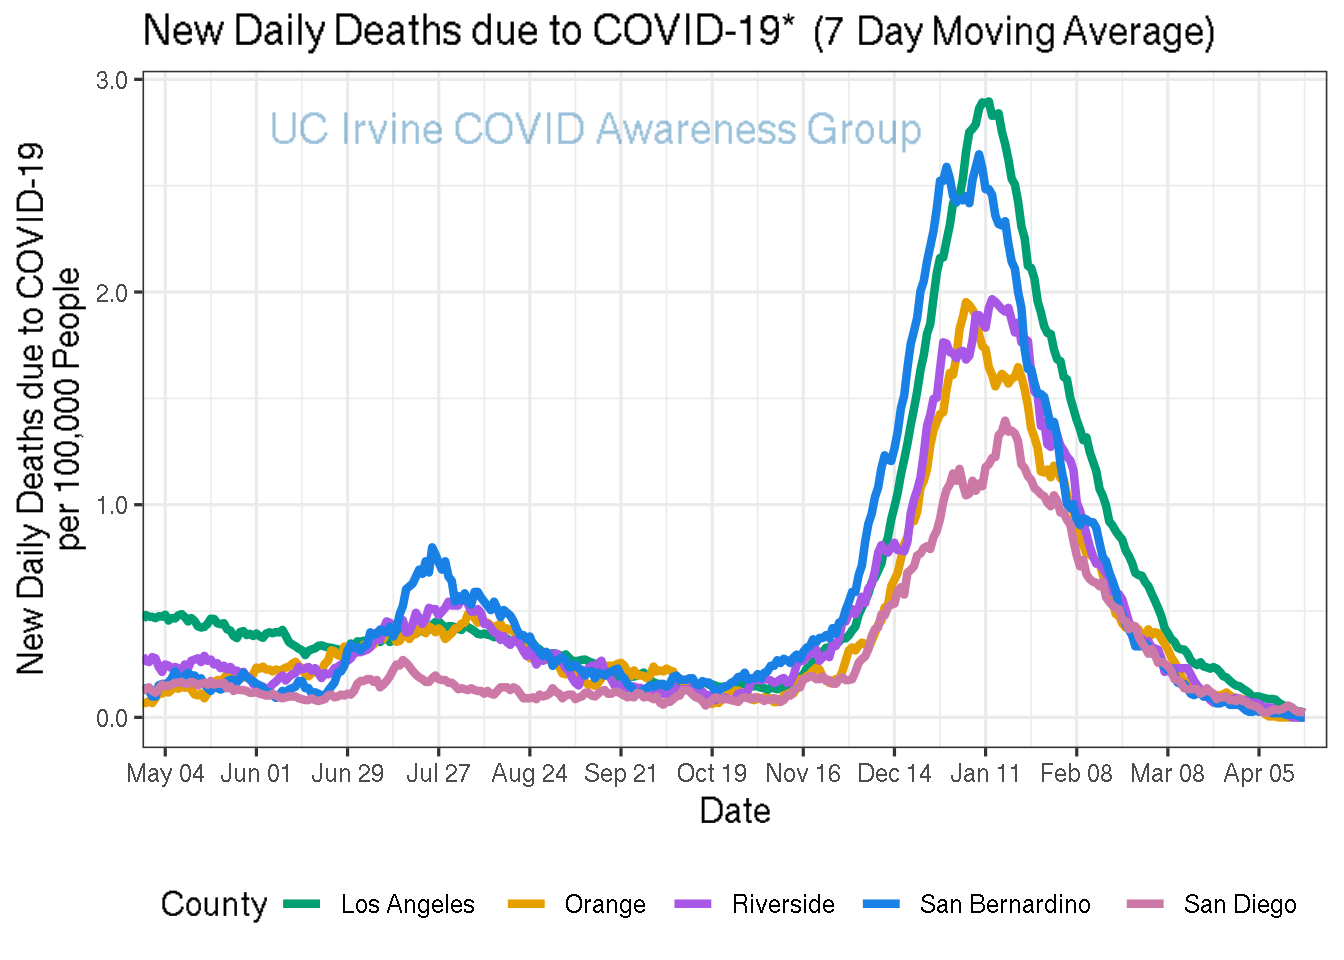 New Daily Deaths due to COVID-19* (7 Day Moving Average)
UC Irvine COVID Awareness Group
New Daily Deaths due to COVID-19
per 100,000 People
3.0
2.0
1.0
0.0
May 04 Jun 01 Jun 29 Jul 27 Aug 24 Sep 21 Oct 19 Nov 16 Dec 14 Jan 11 Feb 08 Mar 08 Apr 05
Date
County Los Angeles Orange Riverside San Bernardino San Diego